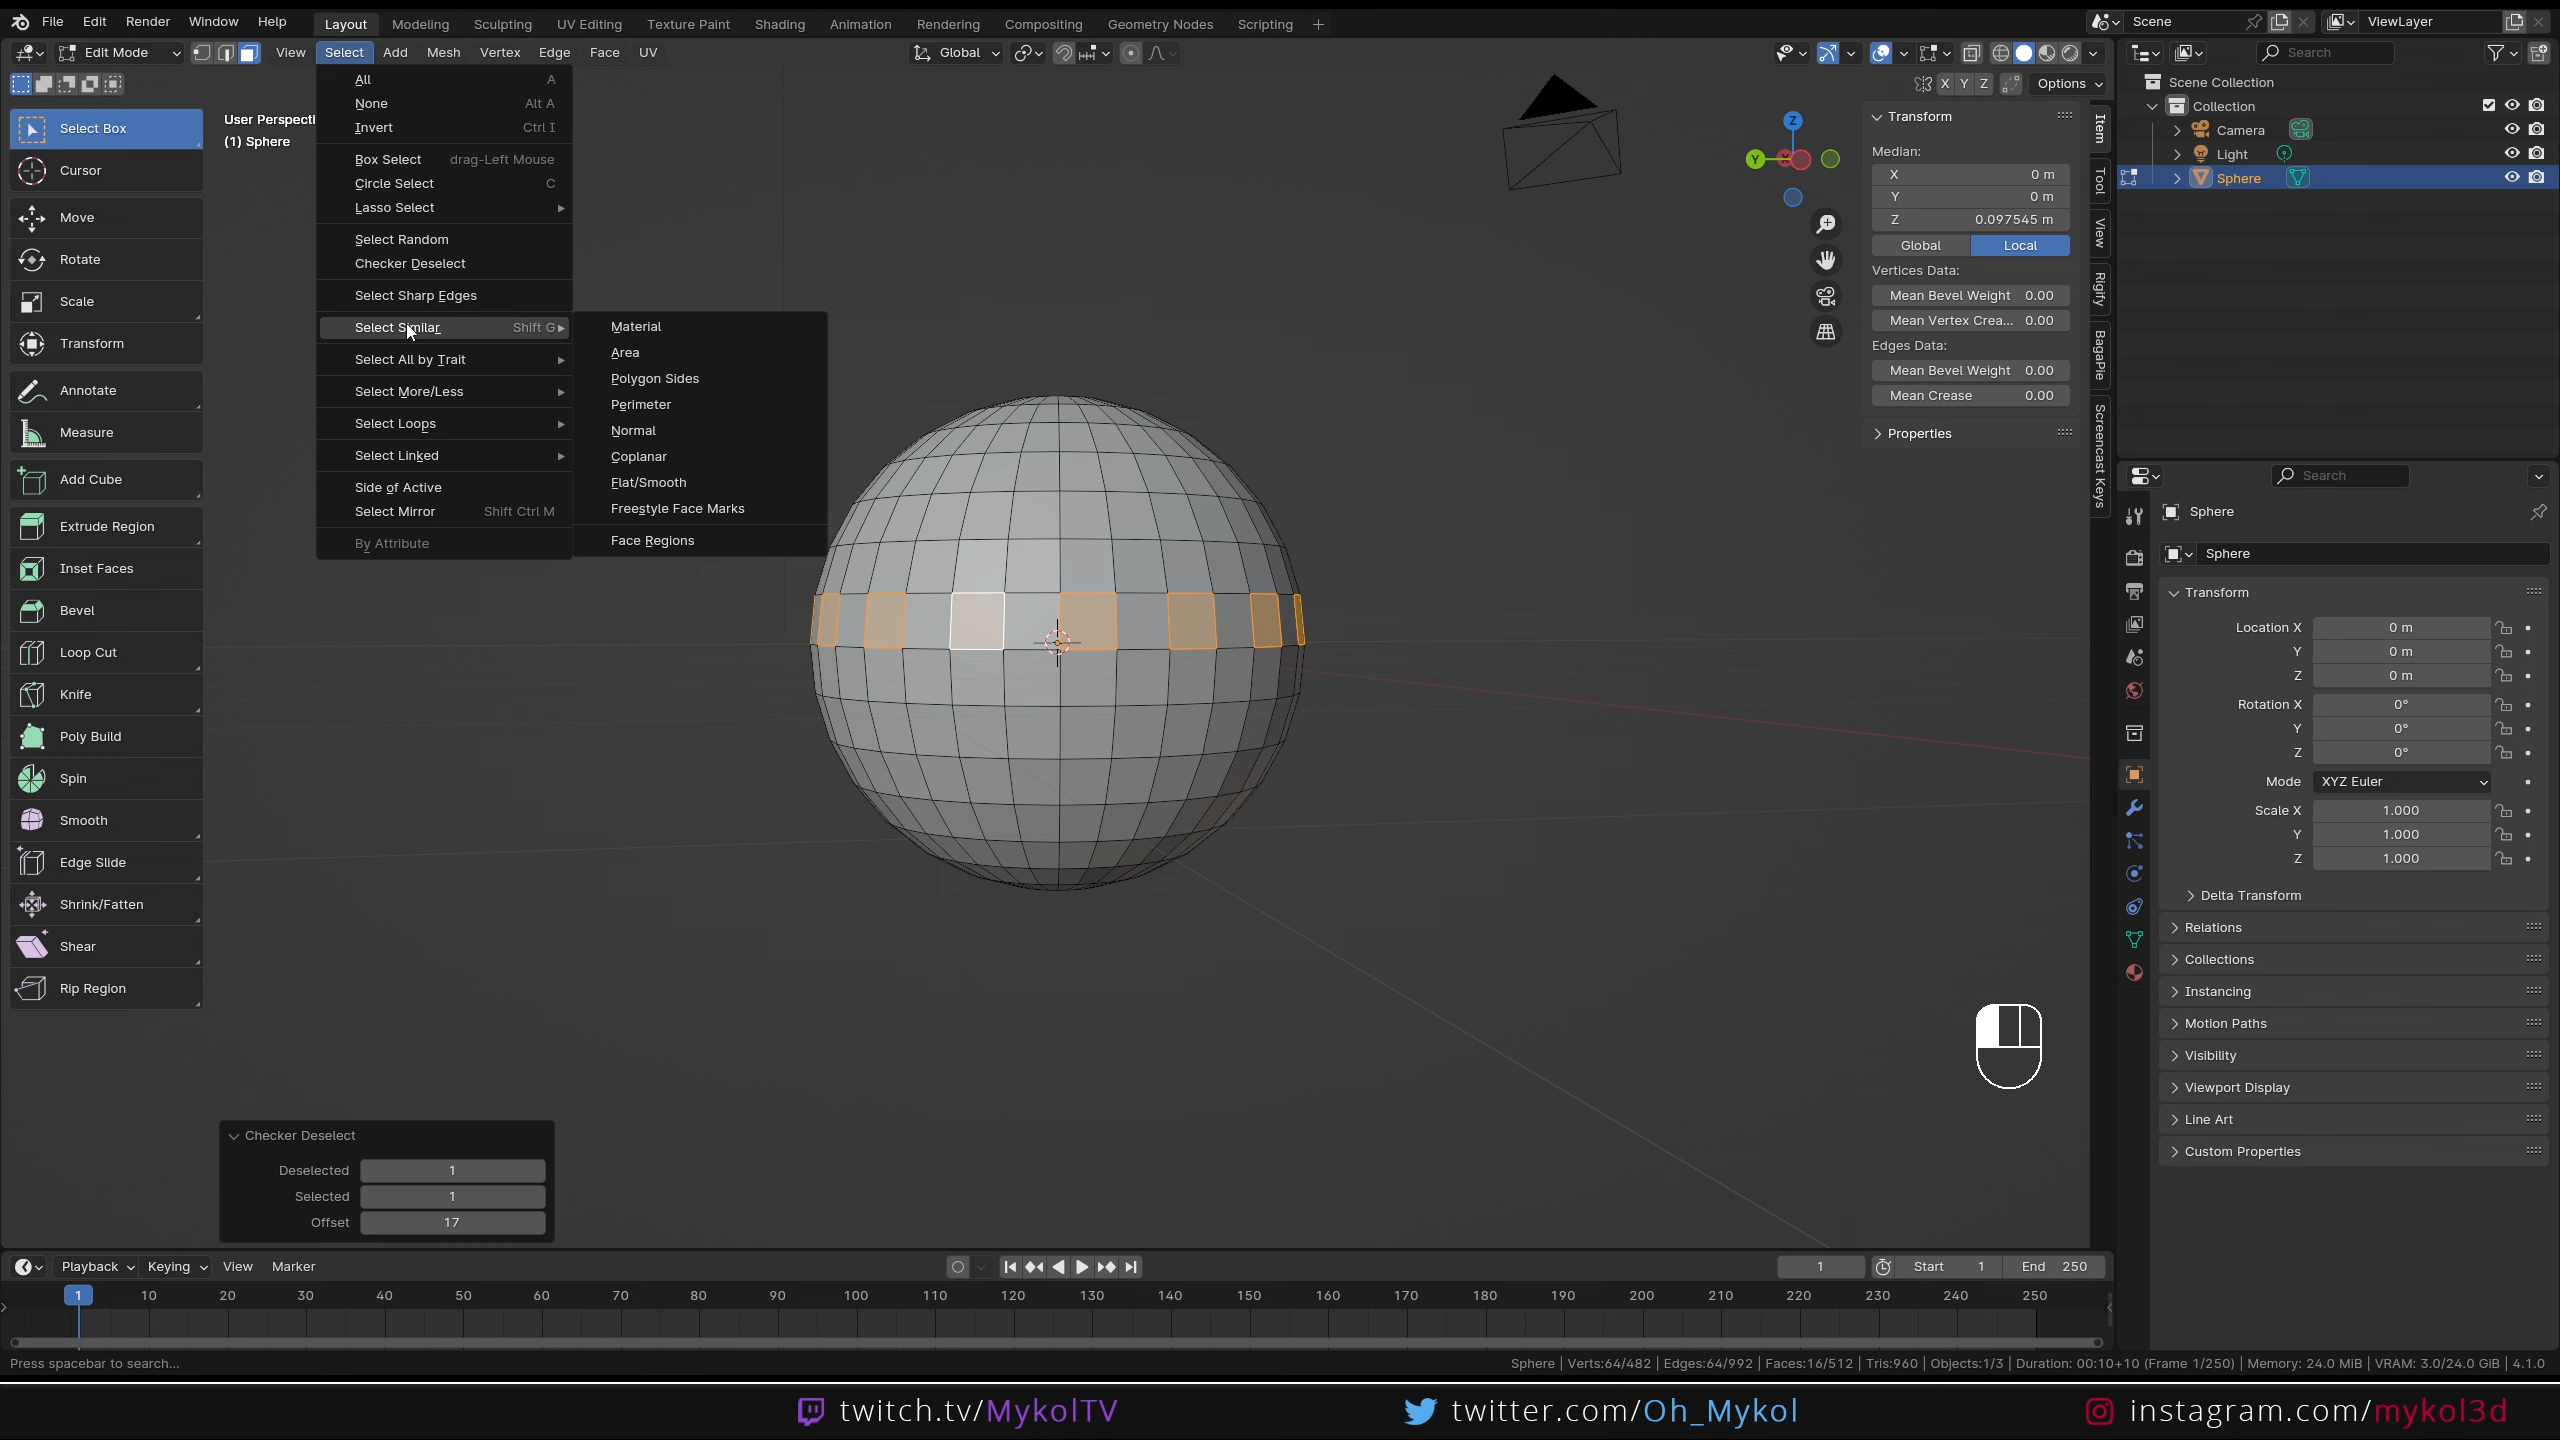 File Edit Render Window Help Layout Modeling Sculpting UV Editing Texture Paint Shading Animation Rendering Compositing Geometry Nodes Scripting + Scene ViewLayer
Edit Mode View Select Add Mesh Vertex Edge Face UV Global Search
X Y Z Options
User Perspecti
(1) Sphere
Select Box
Cursor
Move
Rotate
Scale
Transform
Annotate
Measure
Add Cube
Extrude Region
Inset Faces
Bevel
Loop Cut
Knife
Poly Build
Spin
Smooth
Edge Slide
Shrink/Fatten
Shear
Rip Region
All A
None Alt A
Invert Ctrl I
Box Select drag-Left Mouse
Circle Select C
Lasso Select
Select Random
Checker Deselect
Select Sharp Edges
Select Similar Shift G
Select All by Trait
Select More/Less
Select Loops
Select Linked
Side of Active
Select Mirror Shift Ctrl M
By Attribute
Material
Area
Polygon Sides
Perimeter
Normal
Coplanar
Flat/Smooth
Freestyle Face Marks
Face Regions
Z
Y
X
Transform
Median:
X 0 m
Y 0 m
Z 0.097545 m
Global Local
Vertices Data:
Mean Bevel Weight 0.00
Mean Vertex Crea... 0.00
Edges Data:
Mean Bevel Weight 0.00
Mean Crease 0.00
Properties
Item
Tool
View
Rigify
BagaPie
Screencast Keys
Scene Collection
Collection
Camera
Light
Sphere
Search
Sphere
Sphere
Transform
Location X 0 m
Y 0 m
Z 0 m
Rotation X 0°
Y 0°
Z 0°
Mode XYZ Euler
Scale X 1.000
Y 1.000
Z 1.000
Delta Transform
Relations
Collections
Instancing
Motion Paths
Visibility
Viewport Display
Line Art
Custom Properties
Checker Deselect
Deselected 1
Selected 1
Offset 17
Playback Keying View Marker 1 Start 1 End 250
1 10 20 30 40 50 60 70 80 90 100 110 120 130 140 150 160 170 180 190 200 210 220 230 240 250
Press spacebar to search... Sphere | Verts:64/482 | Edges:64/992 | Faces:16/512 | Tris:960 | Objects:1/3 | Duration: 00:10+10 (Frame 1/250) | Memory: 24.0 MiB | VRAM: 3.0/24.0 GiB | 4.1.0
twitch.tv/MykolTV twitter.com/Oh_Mykol instagram.com/mykol3d